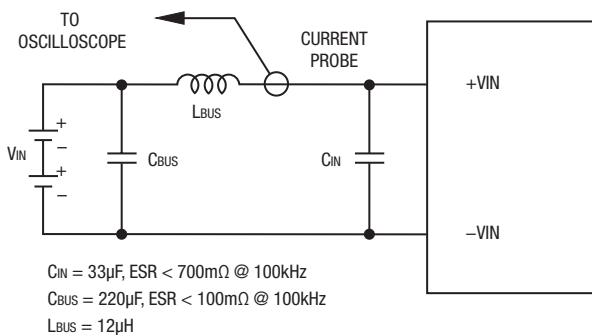 TO
OSCILLOSCOPE
CURRENT
PROBE
+VIN
LBUS
VIN
+
–
+
–
CBUS
CIN
–VIN
CIN = 33µF, ESR < 700mΩ @ 100kHz
CBUS = 220µF, ESR < 100mΩ @ 100kHz
LBUS = 12µH